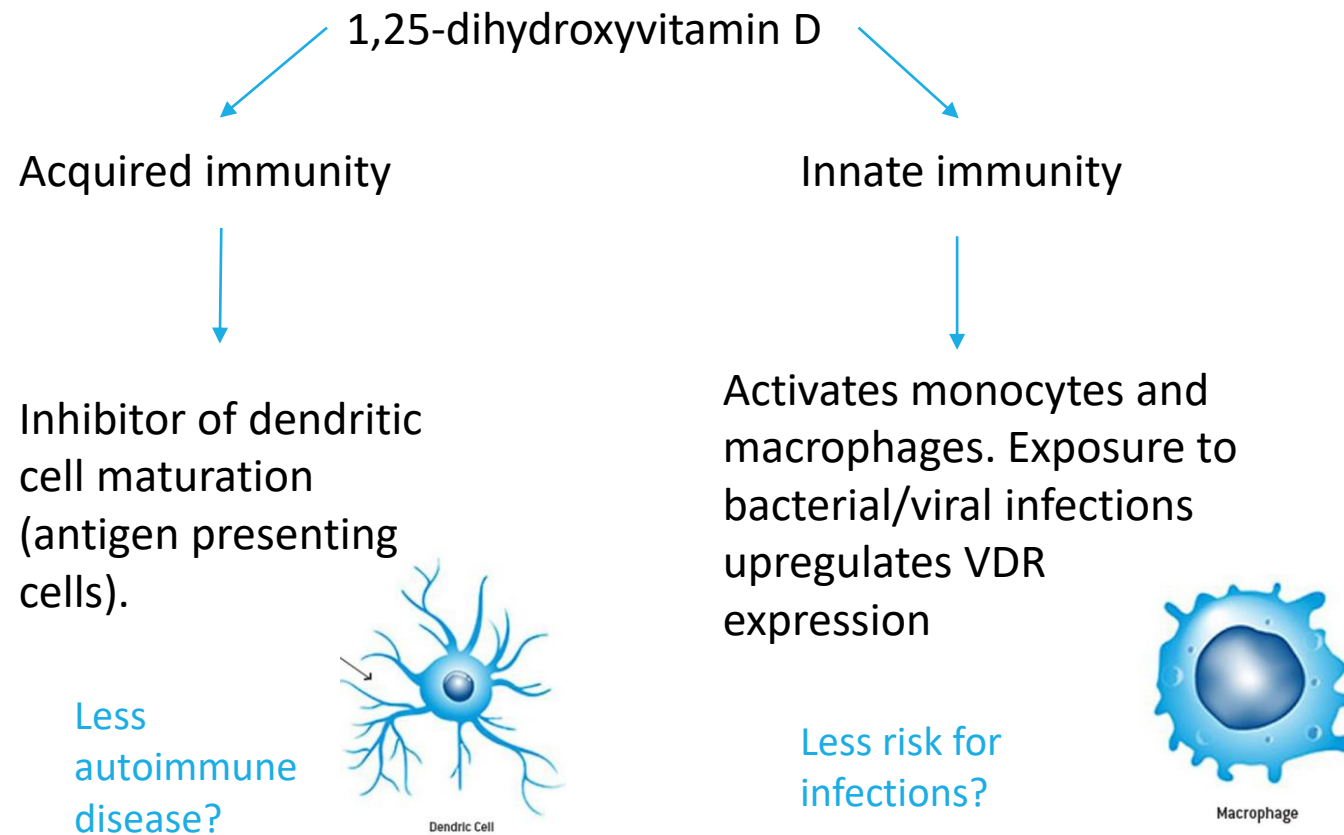 1,25-dihydroxyvitamin D
Acquired immunity
Innate immunity
Inhibitor of dendritic
cell maturation
(antigen presenting
cells).
Less
autoimmune
disease?
Dendric Cell
Activates monocytes and
macrophages. Exposure to
bacterial/viral infections
upregulates VDR
expression
Less risk for
infections?
Macrophage